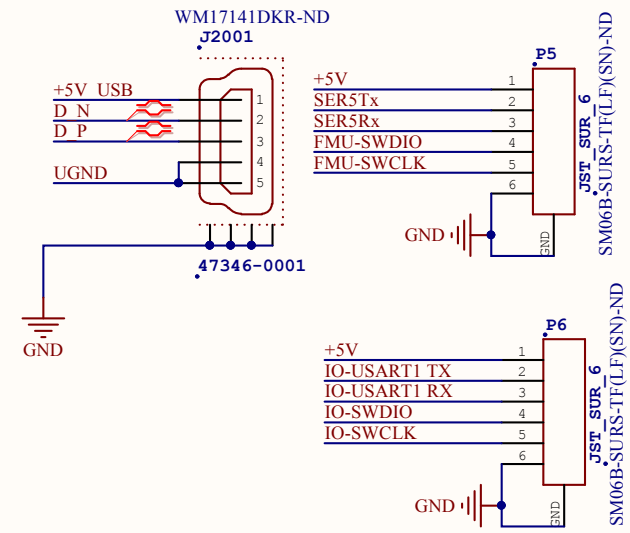 WM17141DKR-ND
J2001
+5V_USB
D_N
D_P
UGND
1
2
3
4
5
47346-0001
GND
P5
+5V
SER5Tx
SER5Rx
FMU-SWDIO
FMU-SWCLK
1
2
3
4
5
6
GND
GND
JST_SUR_6
SM06B-SURS-TF(LF)(SN)-ND
P6
+5V
IO-USART1 TX
IO-USART1 RX
IO-SWDIO
IO-SWCLK
1
2
3
4
5
6
GND
GND
JST_SUR_6
SM06B-SURS-TF(LF)(SN)-ND